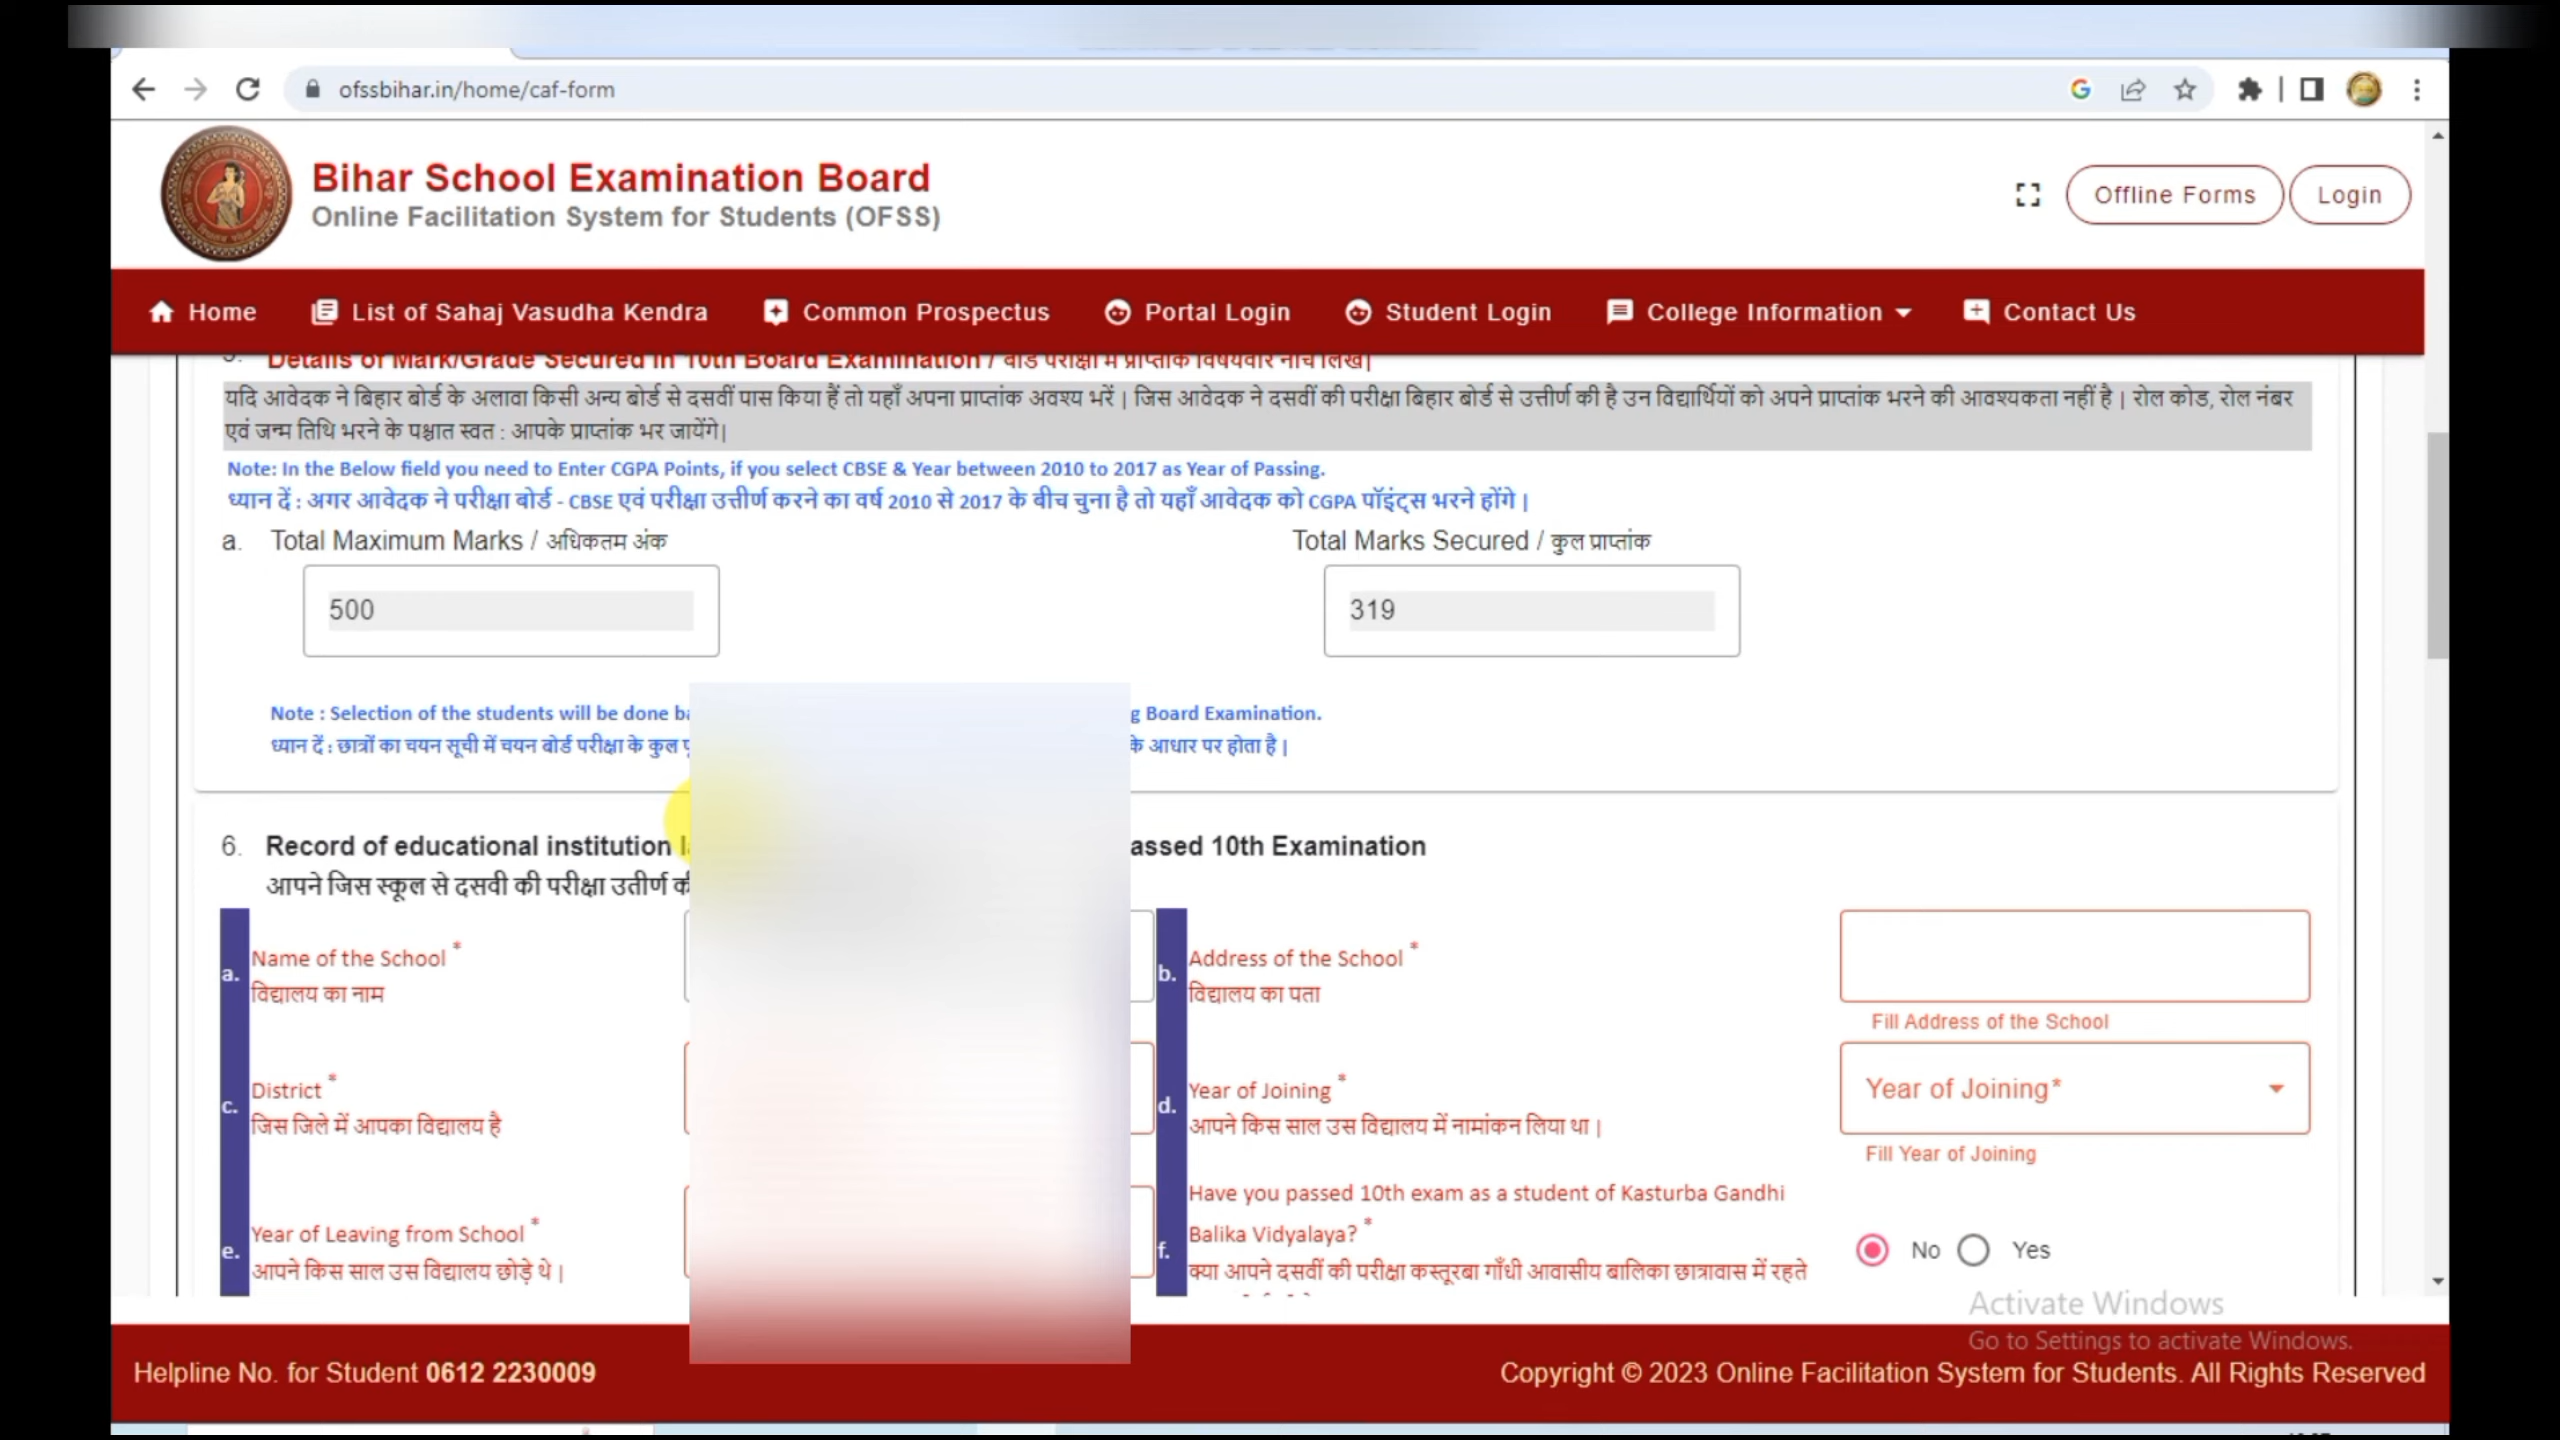 ofssbihar.in/home/caf-form
Bihar School Examination Board
Online Facilitation System for Students (OFSS)
Offline Forms
Login
Home
List of Sahaj Vasudha Kendra
Common Prospectus
Portal Login
Student Login
College Information
Contact Us
Details of Mark/Grade Secured in 10th Board Examination / बोर्ड परीक्षा में प्राप्तांक विषयवार नीचे लिखें|
यदि आवेदक ने बिहार बोर्ड के अलावा किसी अन्य बोर्ड से दसवीं पास किया हैं तो यहाँ अपना प्राप्तांक अवश्य भरें | जिस आवेदक ने दसवीं की परीक्षा बिहार बोर्ड से उत्तीर्ण की है उन विद्यार्थियों को अपने प्राप्तांक भरने की आवश्यकता नहीं है | रोल कोड, रोल नंबर
एवं जन्म तिथि भरने के पश्चात स्वत : आपके प्राप्तांक भर जायेंगे|
Note: In the Below field you need to Enter CGPA Points, if you select CBSE & Year between 2010 to 2017 as Year of Passing.
ध्यान दें : अगर आवेदक ने परीक्षा बोर्ड - CBSE एवं परीक्षा उत्तीर्ण करने का वर्ष 2010 से 2017 के बीच चुना है तो यहाँ आवेदक को CGPA पॉइंट्स भरने होंगे |
a. Total Maximum Marks / अधिकतम अंक
Total Marks Secured / कुल प्राप्तांक
500
319
Note : Selection of the students will be done
Board Examination.
ध्यान दें : छात्रों का चयन सूची में चयन बोर्ड परीक्षा के कुल
के आधार पर होता है |
6. Record of educational institution
10th Examination
आपने जिस स्कूल से दसवी की परीक्षा उतीर्ण
a. Name of the School *
विद्यालय का नाम
b. Address of the School *
विद्यालय का पता
Fill Address of the School
c. District *
जिस जिले में आपका विद्यालय है
d. Year of Joining *
आपने किस साल उस विद्यालय में नामांकन लिया था |
Year of Joining*
Fill Year of Joining
e. Year of Leaving from School *
आपने किस साल उस विद्यालय छोड़े थे |
f. Have you passed 10th exam as a student of Kasturba Gandhi
Balika Vidyalaya? *
क्या आपने दसवीं की परीक्षा कस्तूरबा गाँधी आवासीय बालिका छात्रावास में रहते
No
Yes
Activate Windows
Go to Settings to activate Windows.
Helpline No. for Student 0612 2230009
Copyright © 2023 Online Facilitation System for Students. All Rights Reserved